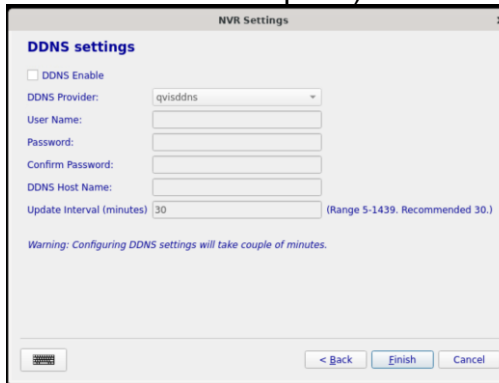 NVR Settings
DDNS settings
DDNS Enable
DDNS Provider: qvisddns
User Name:
Password:
Confirm Password:
DDNS Host Name:
Update Interval (minutes) 30 (Range 5-1439. Recommended 30.)
Warning: Configuring DDNS settings will take couple of minutes.
< Back Finish Cancel